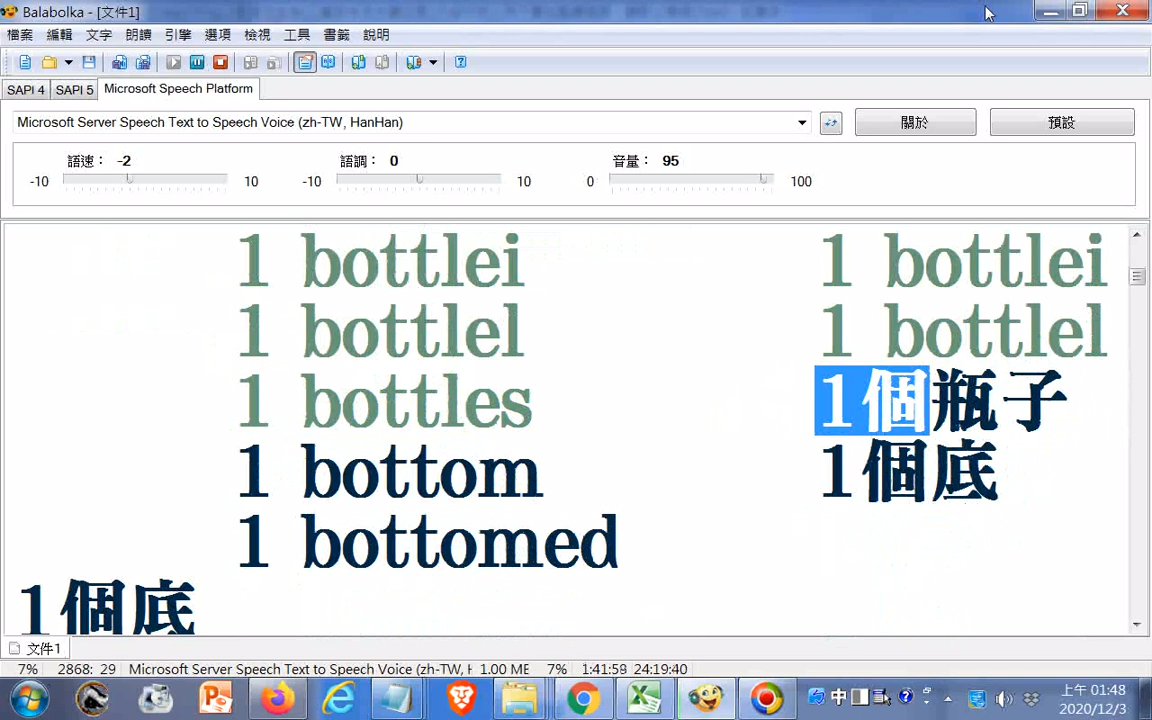 Balabolka - [文件1]
檔案 編輯 文字 朗讀 引擎 選項 檢視 工具 書籤 說明
SAPI 4 SAPI 5 Microsoft Speech Platform
Microsoft Server Speech Text to Speech Voice (zh-TW, HanHan) 關於 預設
語速： -2 語調： 0 音量： 95
-10 10 -10 10 0 100
1 bottlei 1 bottlei
1 bottlel 1 bottlel
1 bottles 1個瓶子
1 bottom 1個底
1 bottomed
1個底
文件1
7% 2868: 29 Microsoft Server Speech Text to Speech Voice (zh-TW, H 1.00 ME 7% 1:41:59 24:19:40
中 上午 01:48
2020/12/3